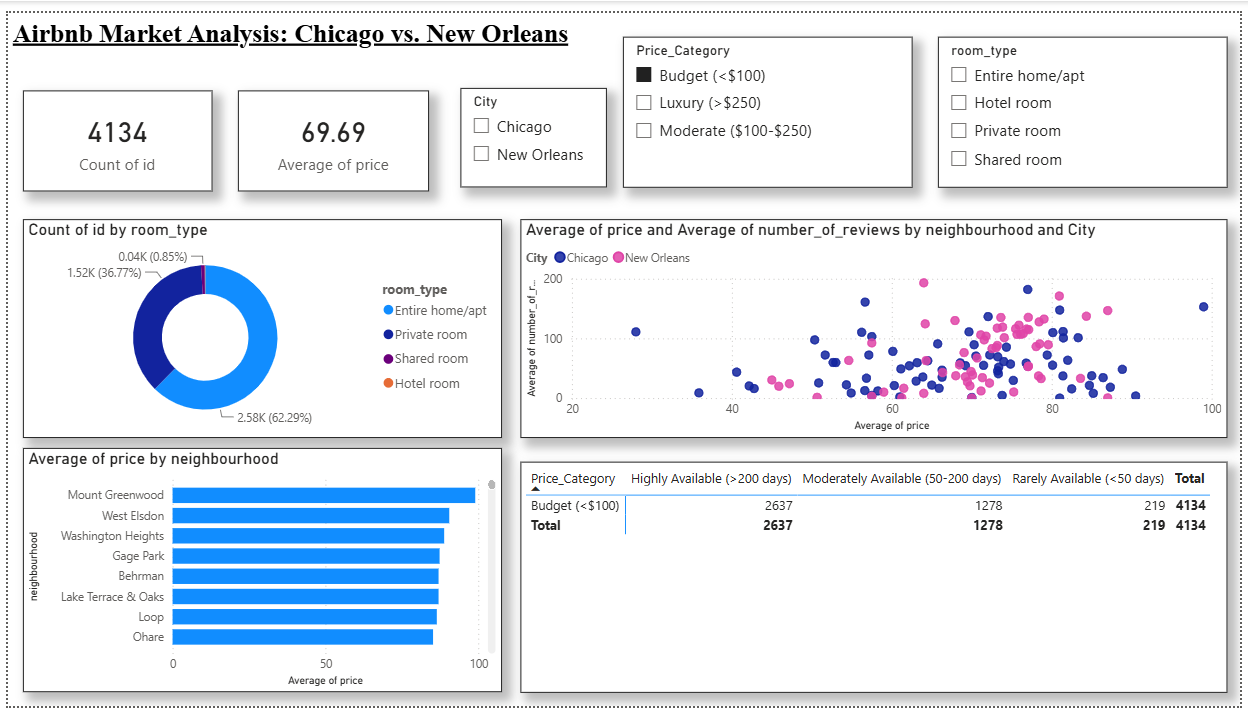 Airbnb Market Analysis: Chicago vs. New Orleans
4134
Count of id
69.69
Average of price
City
Chicago
New Orleans
Price_Category
Budget (<$100)
Luxury (>$250)
Moderate ($100-$250)
room_type
Entire home/apt
Hotel room
Private room
Shared room
Count of id by room_type
0.04K (0.85%)
1.52K (36.77%)
2.58K (62.29%)
room_type
Entire home/apt
Private room
Shared room
Hotel room
Average of price and Average of number_of_reviews by neighbourhood and City
City Chicago New Orleans
Average of number_of_r...
200
100
0
20 40 60 80 100
Average of price
Average of price by neighbourhood
neighbourhood
Mount Greenwood
West Elsdon
Washington Heights
Gage Park
Behrman
Lake Terrace & Oaks
Loop
Ohare
0 50 100
Average of price
Price_Category Highly Available (>200 days) Moderately Available (50-200 days) Rarely Available (<50 days) Total
Budget (<$100) 2637 1278 219 4134
Total 2637 1278 219 4134